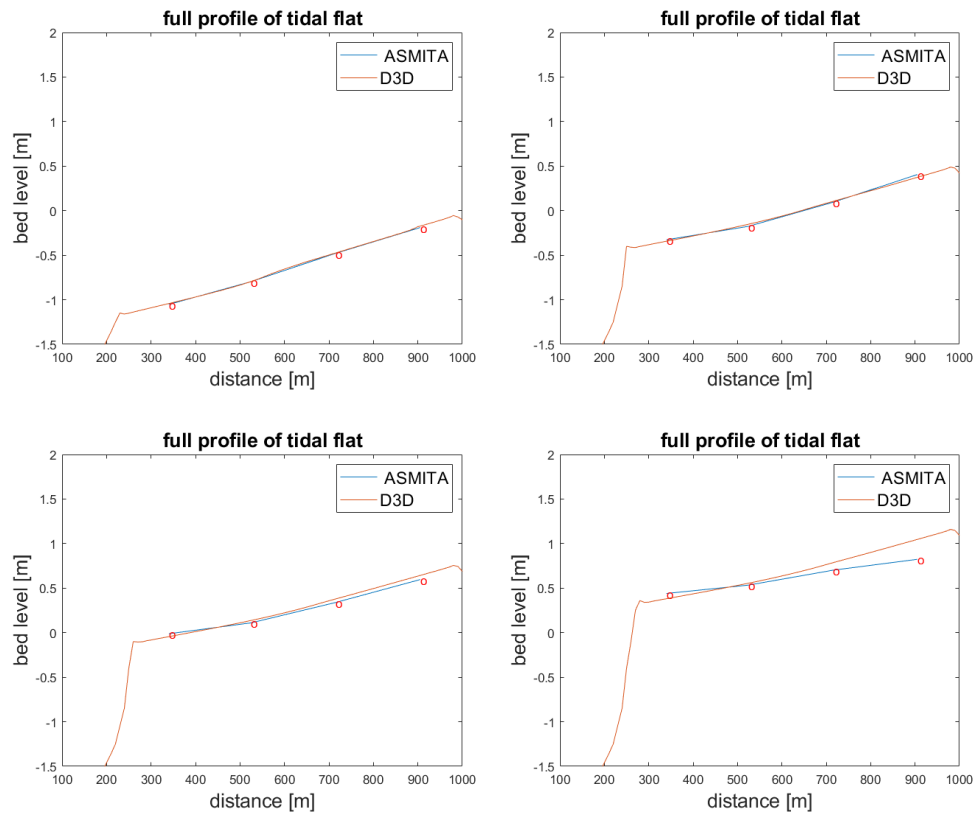 full profile of tidal flat
2
1.5
1
0.5
0
-0.5
-1
-1.5
bed level [m]
ASMITA
D3D
100 200 300 400 500 600 700 800 900 1000
distance [m]
full profile of tidal flat
2
1.5
1
0.5
0
-0.5
-1
-1.5
bed level [m]
ASMITA
D3D
100 200 300 400 500 600 700 800 900 1000
distance [m]
full profile of tidal flat
2
1.5
1
0.5
0
-0.5
-1
-1.5
bed level [m]
ASMITA
D3D
100 200 300 400 500 600 700 800 900 1000
distance [m]
full profile of tidal flat
2
1.5
1
0.5
0
-0.5
-1
-1.5
bed level [m]
ASMITA
D3D
100 200 300 400 500 600 700 800 900 1000
distance [m]